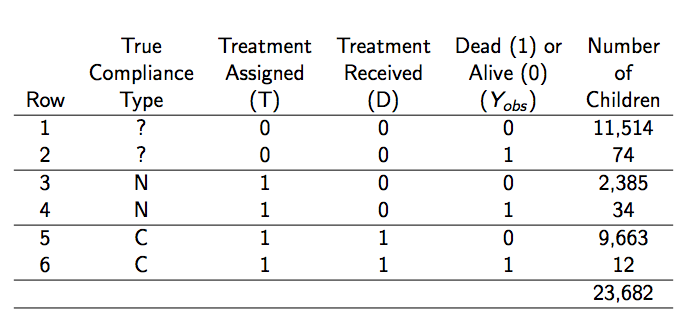 True Treatment Treatment Dead (1) or Number
Compliance Assigned Received Alive (0) of
Row Type (T) (D) (Y_obs) Children
1 ? 0 0 0 11,514
2 ? 0 0 1 74
3 N 1 0 0 2,385
4 N 1 0 1 34
5 C 1 1 0 9,663
6 C 1 1 1 12
23,682